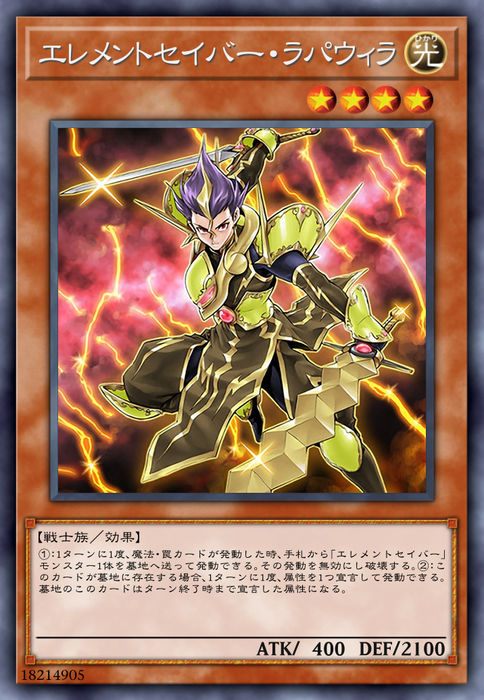 エレメントセイバー・ラパウィラ
ひかり
光
【戦士族／効果】
①:1ターンに1度、魔法・罠カードが発動した時、手札から「エレメントセイバー」
モンスター1体を墓地へ送って発動できる。その発動を無効にし破壊する。②:こ
のカードが墓地に存在する場合、1ターンに1度、属性を1つ宣言して発動できる。
墓地のこのカードはターン終了時まで宣言した属性になる。
ATK/ 400 DEF/2100
18214905